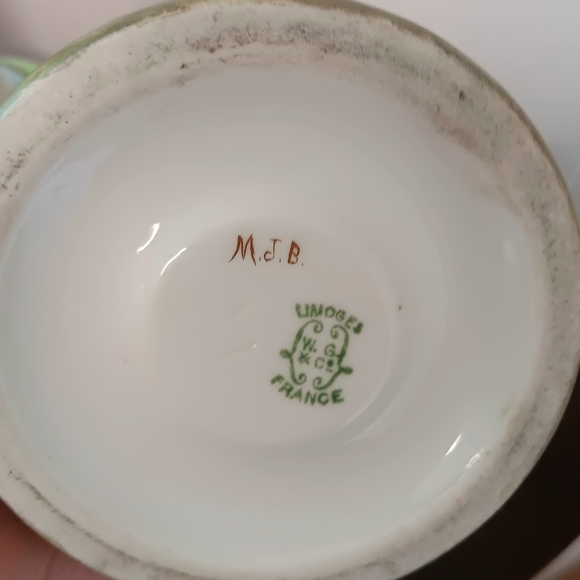 M.J.B.
LIMOGES
W. G.
& Co.
FRANCE